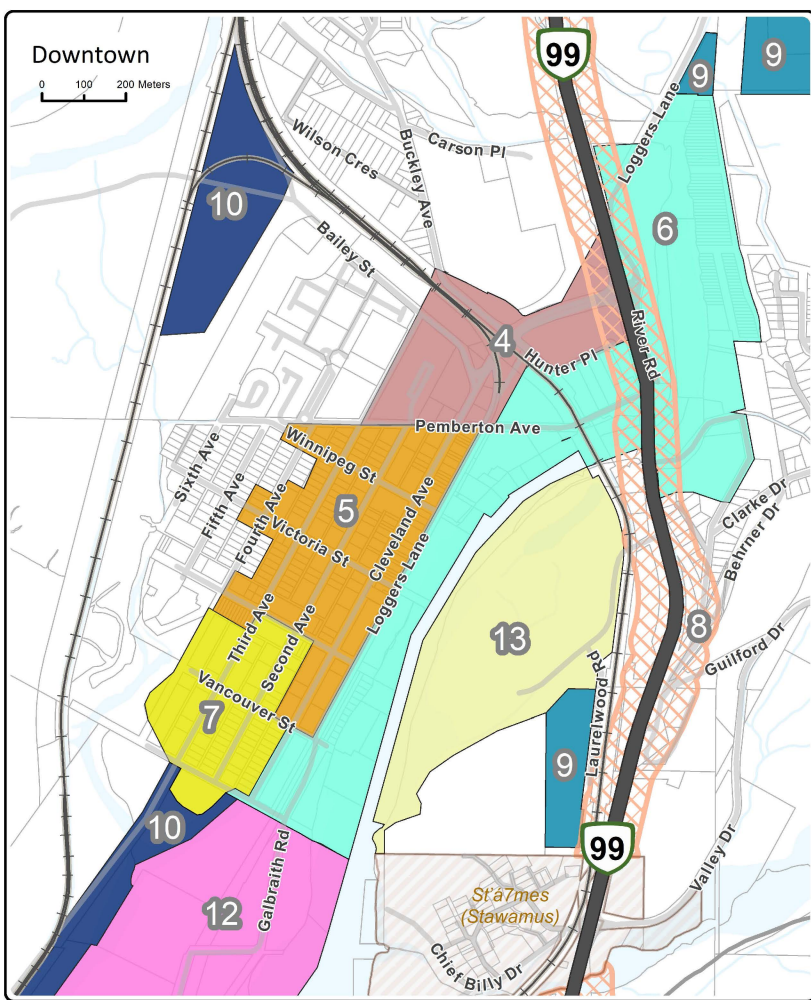 Downtown
0 100 200 Meters
99
9
9
Loggers Lane
Carson Pl
Buckley Ave
Wilson Cres
10
6
Bailey St
River Rd
4
Hunter Pl
Pemberton Ave
Winnipeg St
Sixth Ave
Fifth Ave
Fourth Ave
5
Cleveland Ave
Victoria St
Loggers Lane
Clarke Dr
Behrner Dr
Third Ave
Second Ave
13
8
Guilford Dr
Vancouver St
7
Laurelwood Rd
9
10
99
Valley Dr
Galbraith Rd
12
St'á7mes
(Stawamus)
Chief Billy Dr